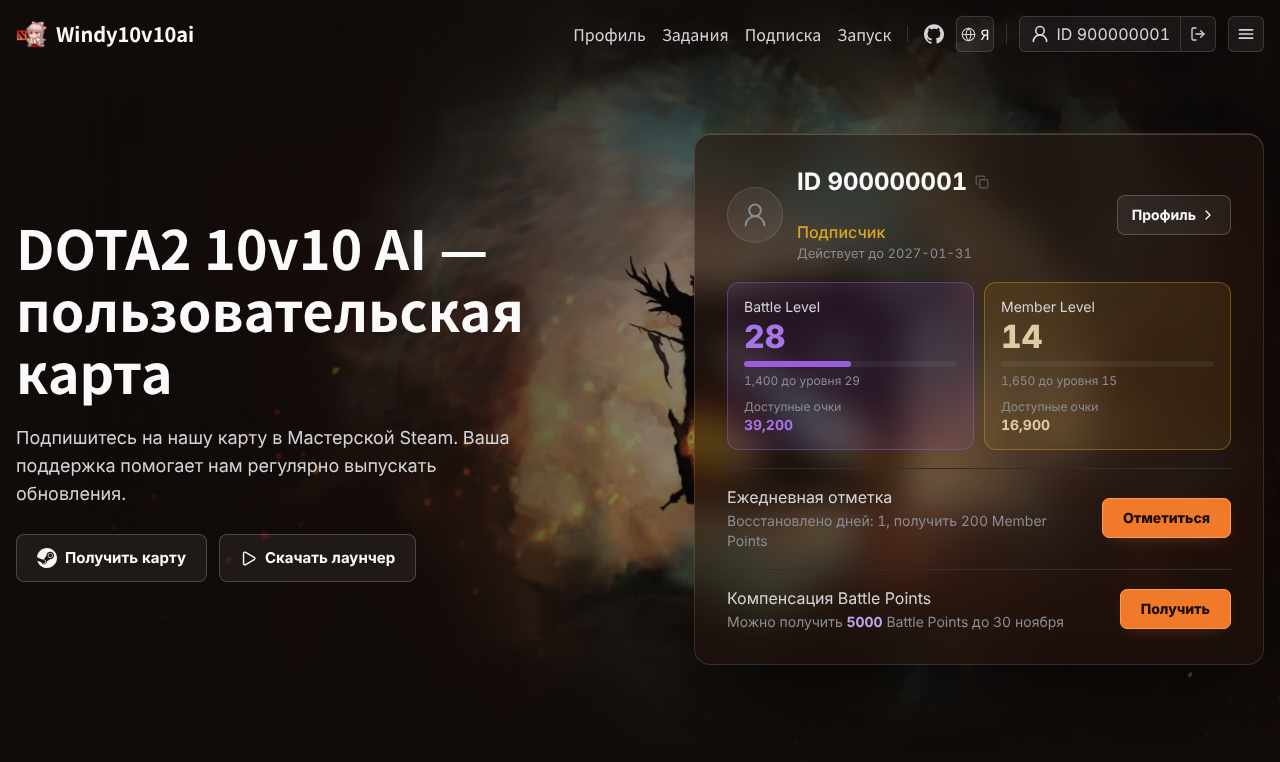 Windy10v10ai
Профиль Задания Подписка Запуск Я ID 900000001
DOTA2 10v10 AI —
пользовательская
карта
Подпишитесь на нашу карту в Мастерской Steam. Ваша
поддержка помогает нам регулярно выпускать
обновления.
Получить карту Скачать лаунчер
ID 900000001
Подписчик
Действует до 2027-01-31
Профиль
Battle Level
28
1,400 до уровня 29
Доступные очки
39,200
Member Level
14
1,650 до уровня 15
Доступные очки
16,900
Ежедневная отметка
Восстановлено дней: 1, получить 200 Member
Points
Отметиться
Компенсация Battle Points
Можно получить 5000 Battle Points до 30 ноября
Получить